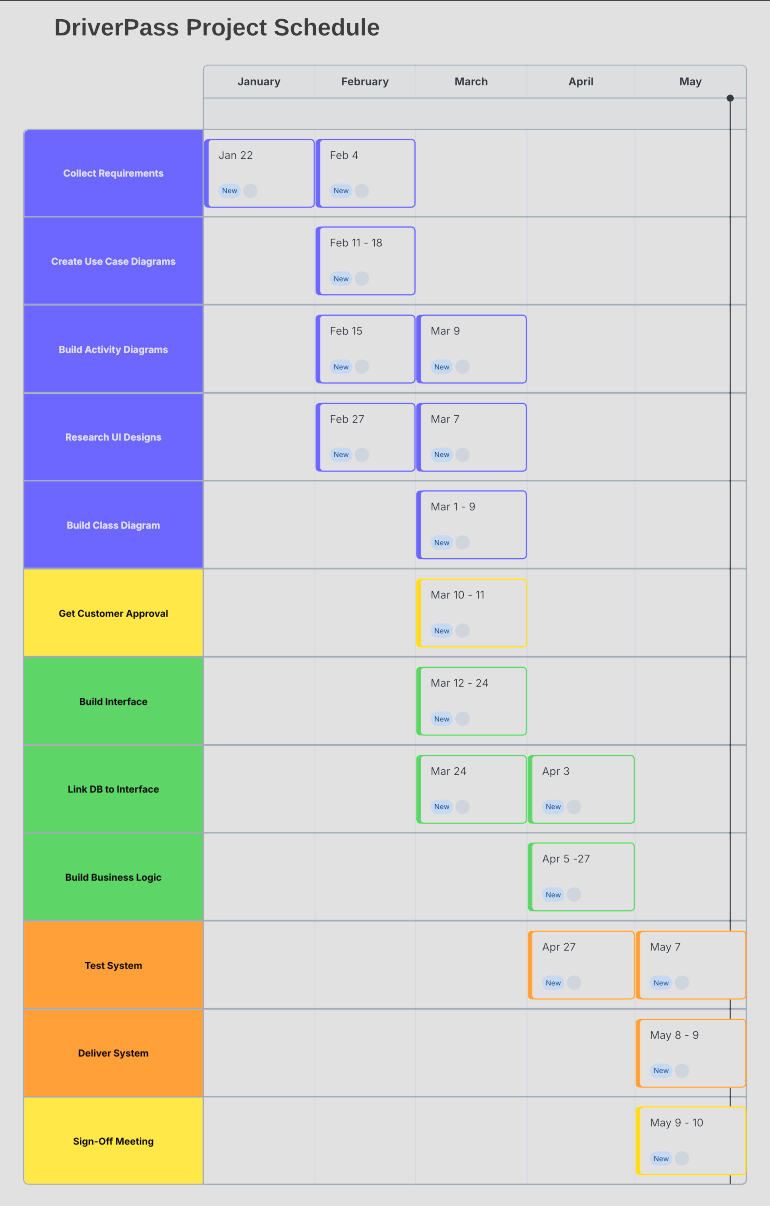 DriverPass Project Schedule
January February March April May
Collect Requirements
Jan 22
New
Feb 4
New
Create Use Case Diagrams
Feb 11 - 18
New
Build Activity Diagrams
Feb 15
New
Mar 9
New
Research UI Designs
Feb 27
New
Mar 7
New
Build Class Diagram
Mar 1 - 9
New
Get Customer Approval
Mar 10 - 11
New
Build Interface
Mar 12 - 24
New
Link DB to Interface
Mar 24
New
Apr 3
New
Build Business Logic
Apr 5 -27
New
Test System
Apr 27
New
May 7
New
Deliver System
May 8 - 9
New
Sign-Off Meeting
May 9 - 10
New